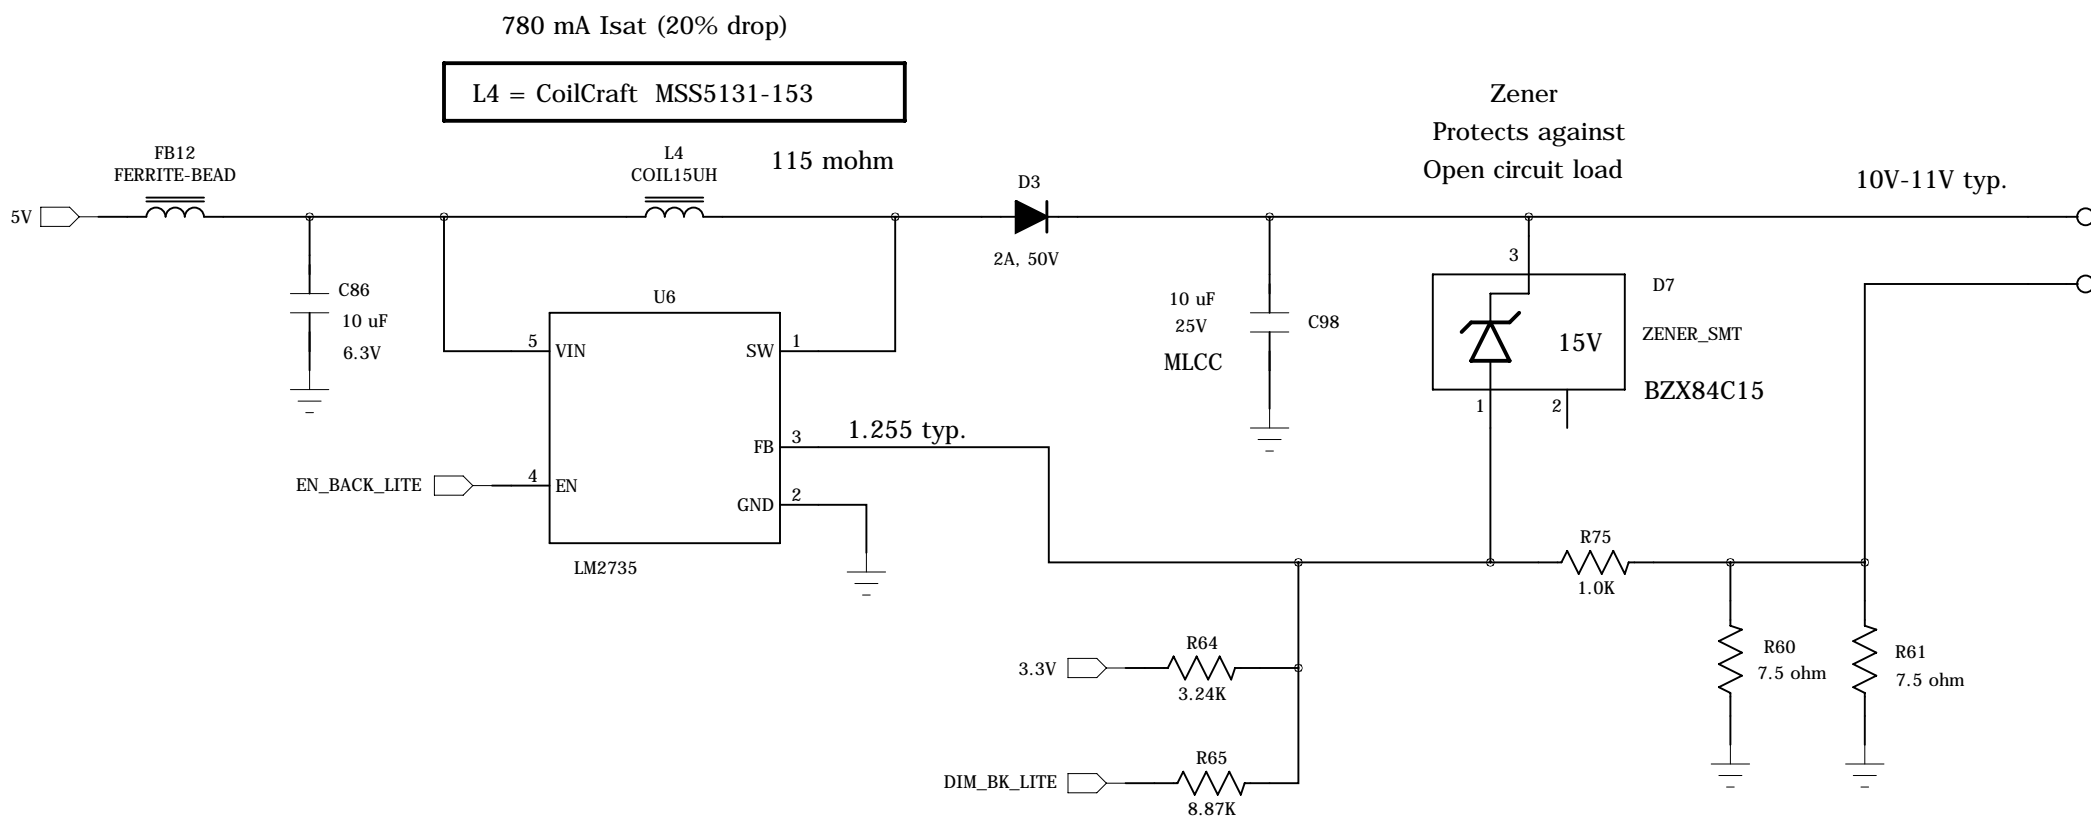 780 mA Isat (20% drop)
L4 = CoilCraft MSS5131-153
Zener
Protects against
Open circuit load
FB12
FERRITE-BEAD
L4
COIL15UH
115 mohm
D3
10V-11V typ.
5V
2A, 50V
3
C86
10 uF
6.3V
U6
10 uF
25V
MLCC
C98
D7
ZENER_SMT
15V
BZX84C15
5
VIN
SW
1
1
2
FB
3
1.255 typ.
EN_BACK_LITE
4
EN
GND
2
LM2735
R75
1.0K
R64
3.3V
3.24K
R60
7.5 ohm
R61
7.5 ohm
R65
DIM_BK_LITE
8.87K